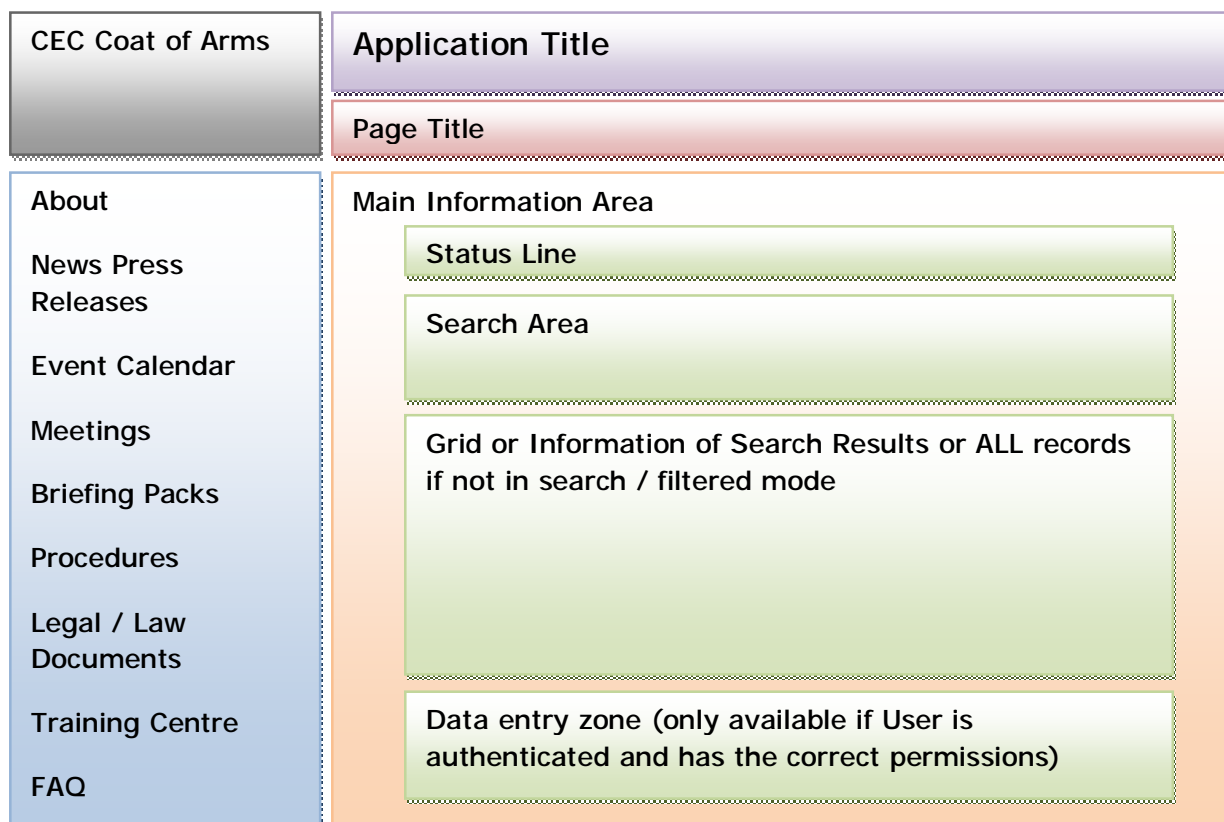 CEC Coat of Arms
Application Title
Page Title
About
News Press
Releases
Event Calendar
Meetings
Briefing Packs
Procedures
Legal / Law
Documents
Training Centre
FAQ
Main Information Area
Status Line
Search Area
Grid or Information of Search Results or ALL records
if not in search / filtered mode
Data entry zone (only available if User is
authenticated and has the correct permissions)